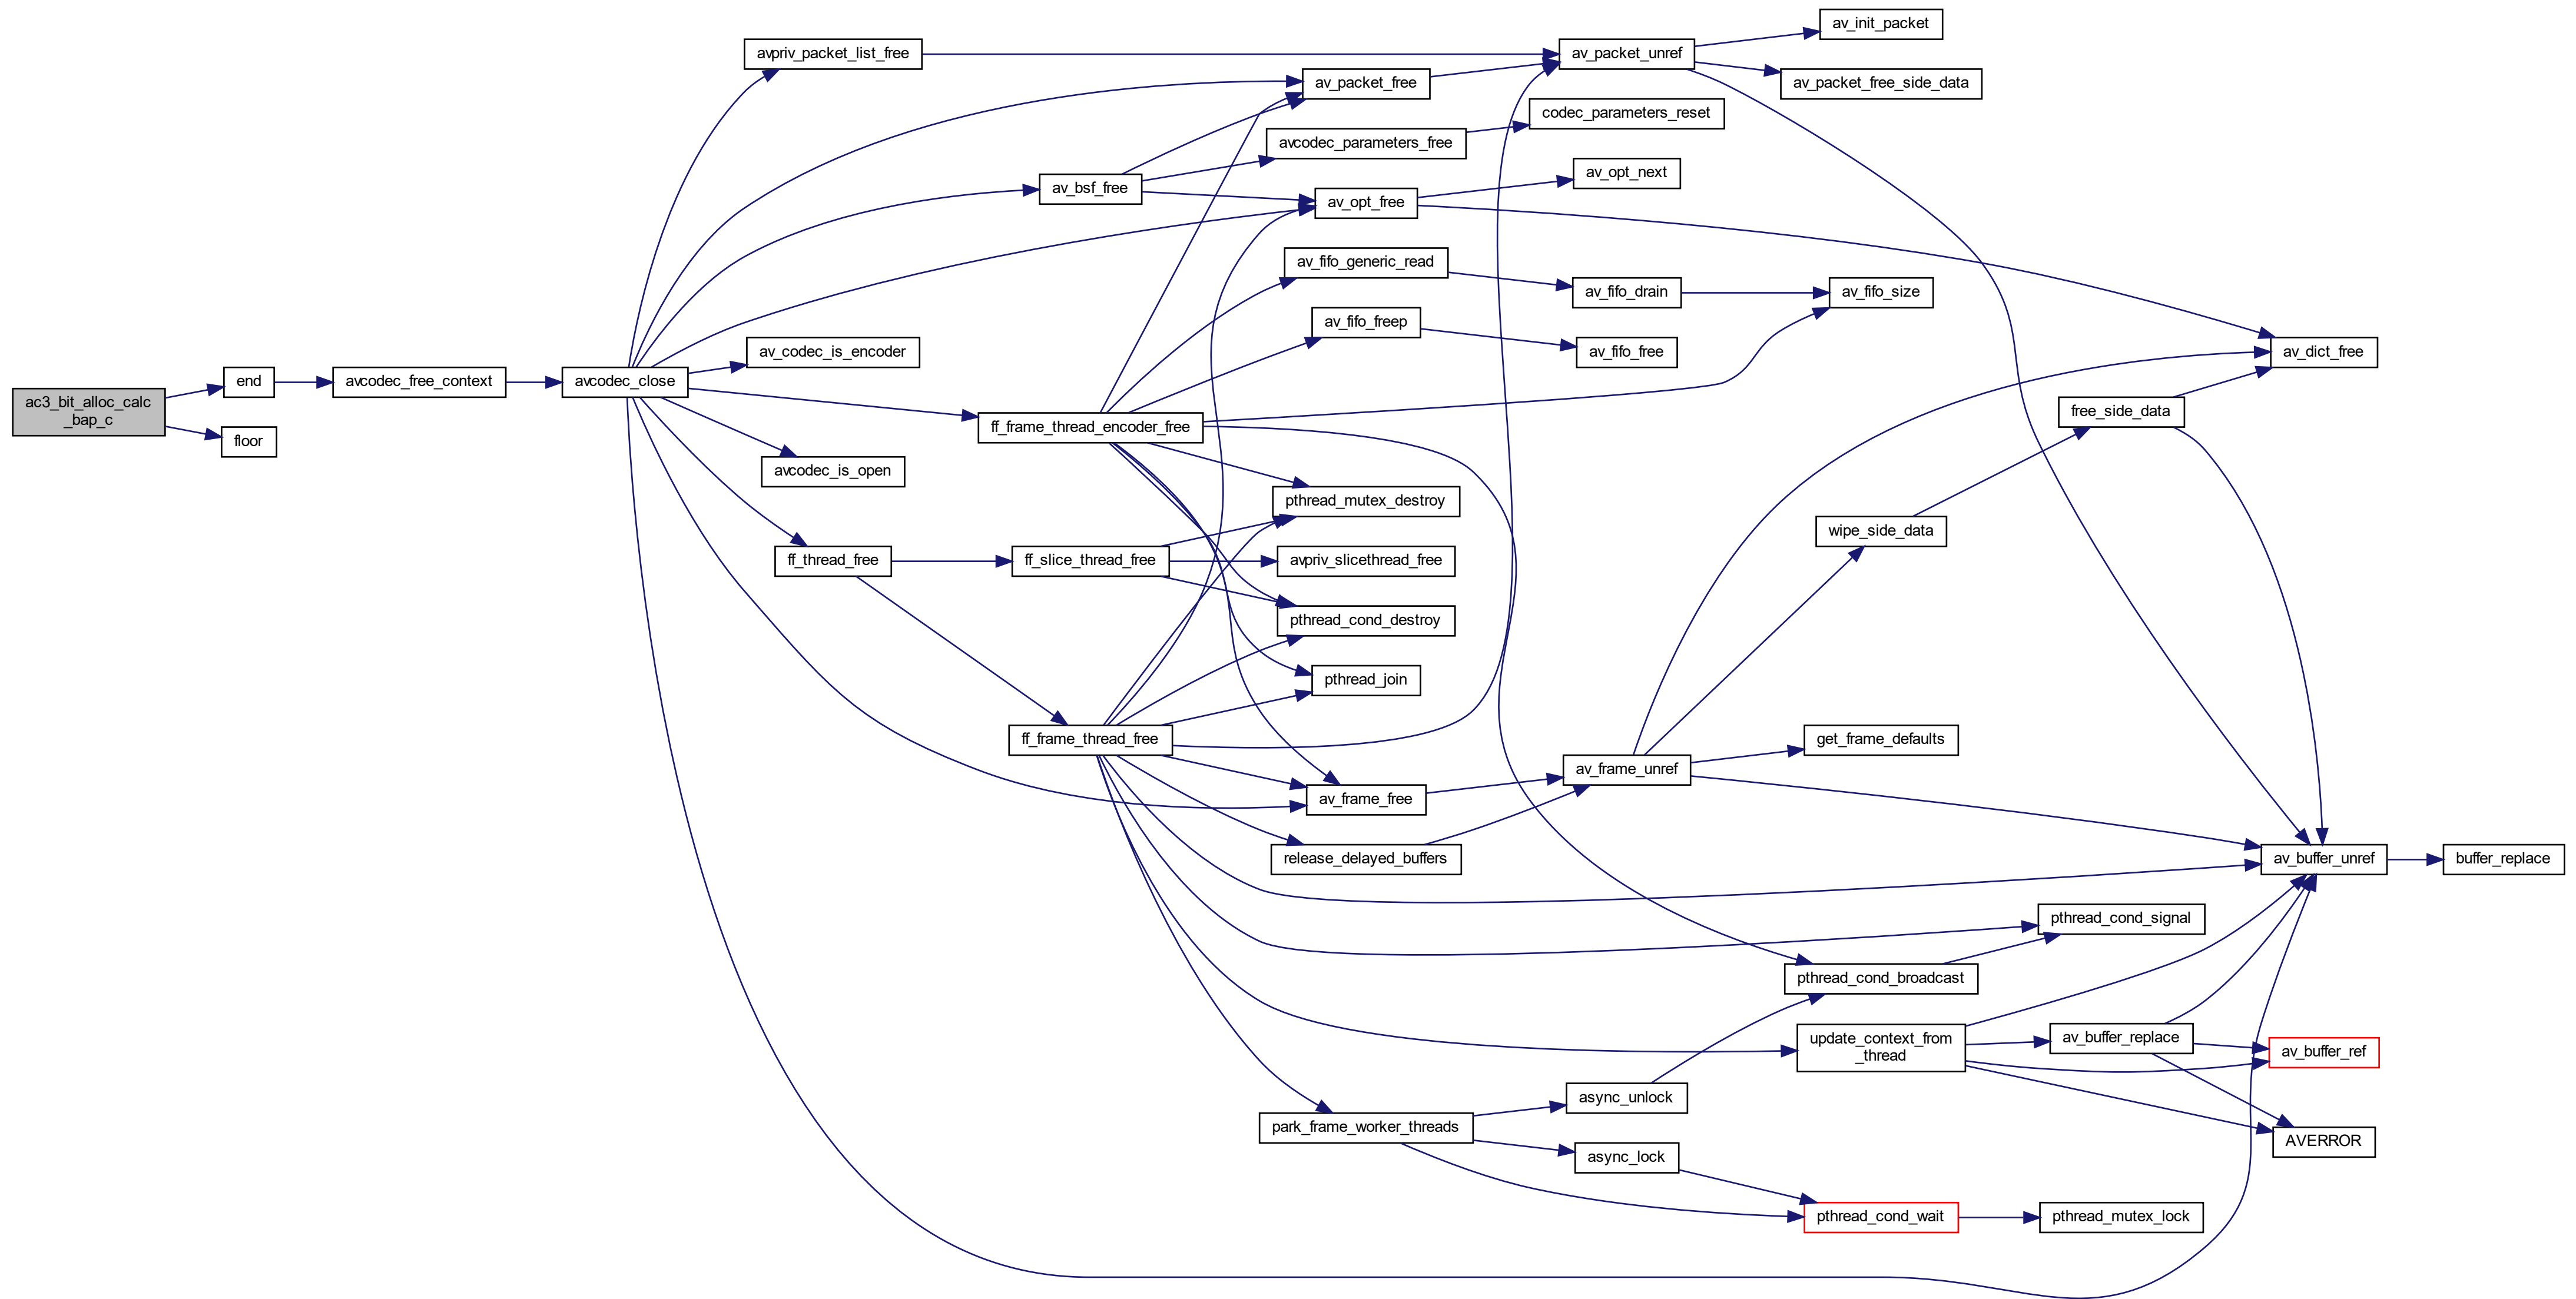 ac3_bit_alloc_calc
_bap_c
end
floor
avcodec_free_context
avcodec_close
avpriv_packet_list_free
av_codec_is_encoder
avcodec_is_open
ff_thread_free
av_bsf_free
ff_frame_thread_encoder_free
ff_slice_thread_free
ff_frame_thread_free
av_packet_free
avcodec_parameters_free
av_opt_free
av_fifo_generic_read
av_fifo_freep
pthread_mutex_destroy
avpriv_slicethread_free
pthread_cond_destroy
pthread_join
av_frame_free
release_delayed_buffers
park_frame_worker_threads
av_packet_unref
codec_parameters_reset
av_opt_next
av_fifo_drain
av_fifo_free
av_frame_unref
async_unlock
async_lock
av_init_packet
av_packet_free_side_data
av_fifo_size
wipe_side_data
get_frame_defaults
pthread_cond_broadcast
update_context_from
_thread
pthread_cond_wait
free_side_data
pthread_cond_signal
av_buffer_replace
pthread_mutex_lock
av_dict_free
av_buffer_unref
av_buffer_ref
AVERROR
buffer_replace